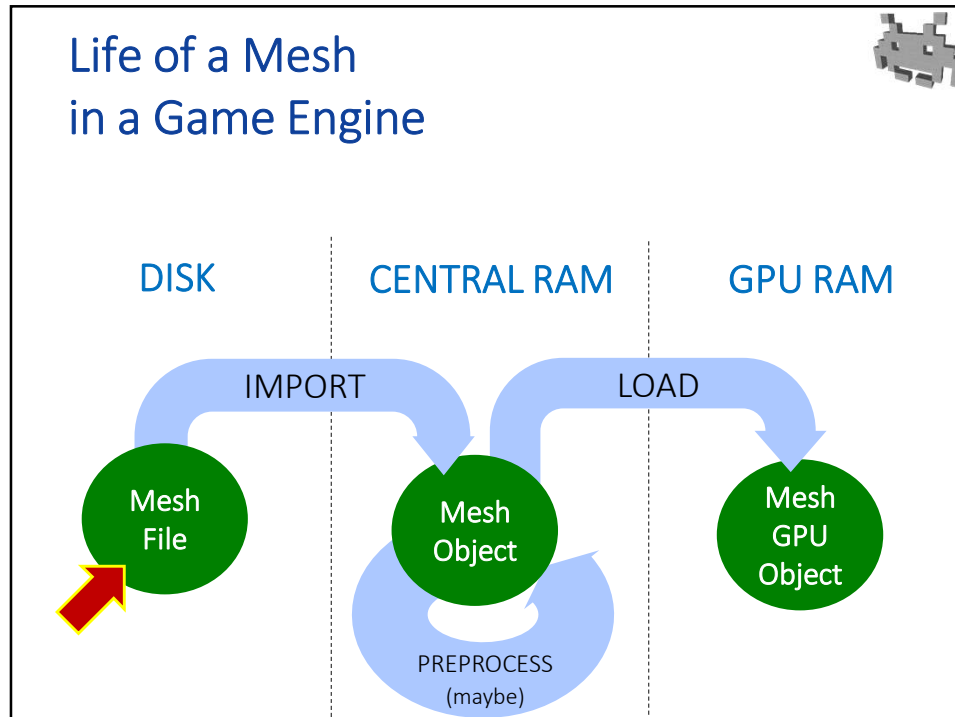 Life of a Mesh
in a Game Engine
DISK
CENTRAL RAM
GPU RAM
IMPORT
LOAD
Mesh
File
Mesh
Object
Mesh
GPU
Object
PREPROCESS
(maybe)